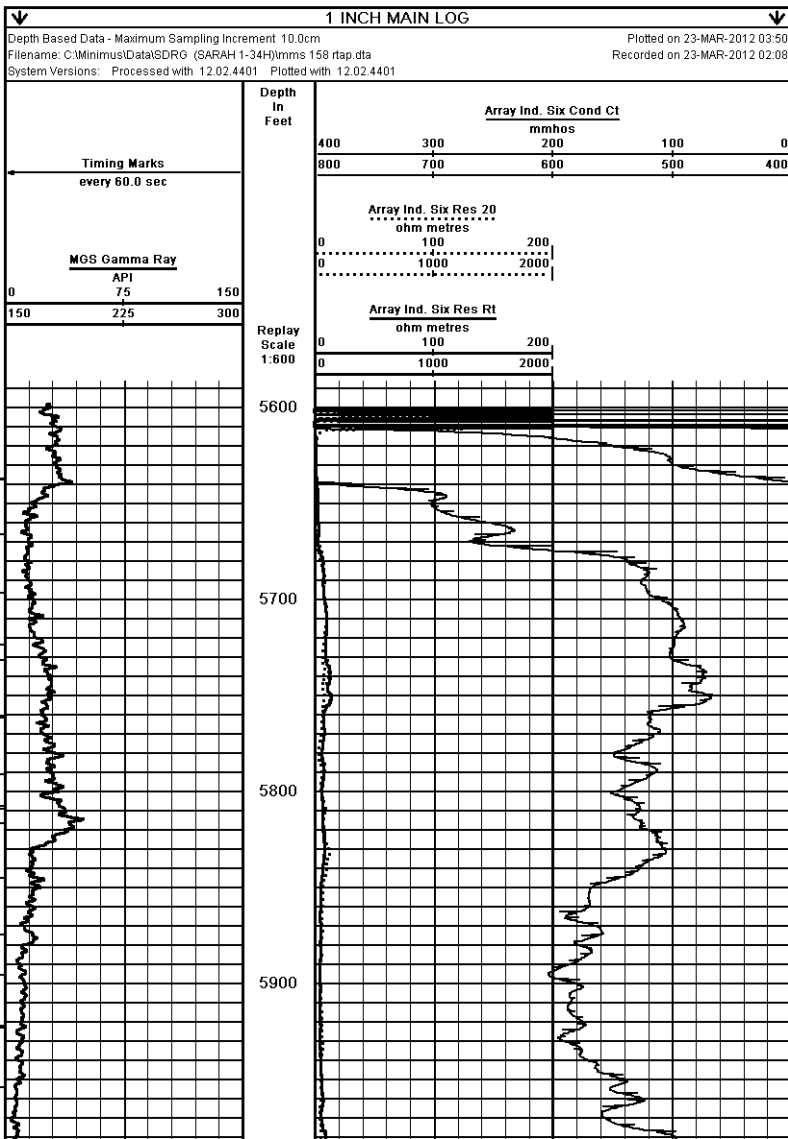 1 INCH MAIN LOG
Depth Based Data - Maximum Sampling Increment 10.0cm
Plotted on 23-MAR-2012 03:50
Filename: C:\Minimus\Data\SDRG (SARAH 1-34H)\mms 158 rtap.dta
Recorded on 23-MAR-2012 02:08
System Versions: Processed with 12.02.4401 Plotted with 12.02.4401
Depth
In
Feet
Array Ind. Six Cond Ct
mmhos
400 300 200 100 0
800 700 600 500 400
Timing Marks
every 60.0 sec
Array Ind. Six Res 20
ohm metres
0 100 200
0 1000 2000
MGS Gamma Ray
API
0 75 150
150 225 300
Array Ind. Six Res Rt
ohm metres
0 100 200
0 1000 2000
Replay
Scale
1:600
5600
5700
5800
5900